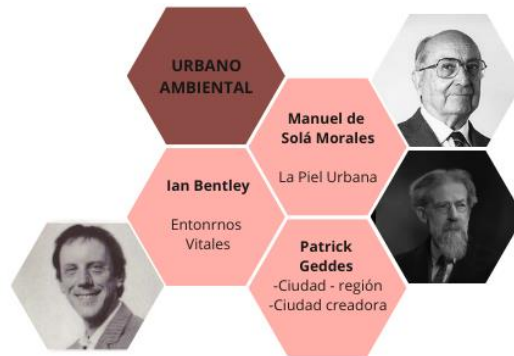 URBANO
AMBIENTAL
Manuel de
Solá Morales
La Piel Urbana
Ian Bentley
Entonrnos
Vitales
Patrick
Geddes
-Ciudad - región
-Ciudad creadora